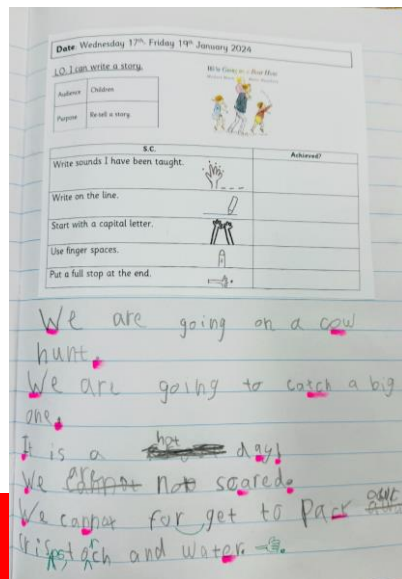 Date Wednesday 17th- Friday 19th January 2024
LO. I can write a story.
We're Going on a Bear Hunt
Audience Children
Purpose Re tell a story
S.C. Achieved?
Write sounds I have been taught.
Write on the line.
Start with a capital letter.
Use finger spaces.
Put a full stop at the end.
We are going on a cow
hunt.
We are going to catch a big
one.
It is a hot day!
We are not scared.
We cannot for get to pack our
and water.